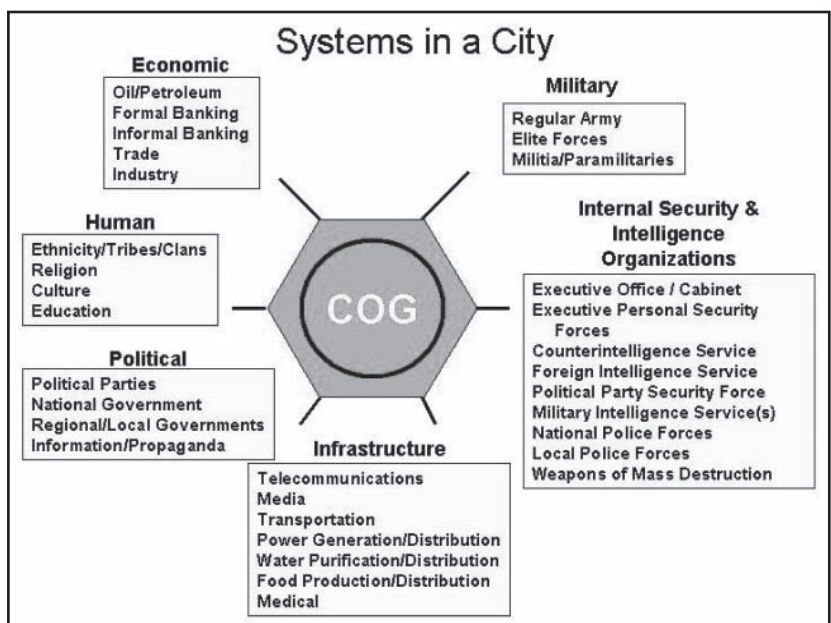 Systems in a City
Economic
Oil/Petroleum
Formal Banking
Informal Banking
Trade
Industry
Military
Regular Army
Elite Forces
Militia/Paramilitaries
Human
Ethnicity/Tribes/Clans
Religion
Culture
Education
COG
Internal Security &
Intelligence
Organizations
Executive Office / Cabinet
Executive Personal Security
Forces
Counterintelligence Service
Foreign Intelligence Service
Political Party Security Force
Military Intelligence Service(s)
National Police Forces
Local Police Forces
Weapons of Mass Destruction
Political
Political Parties
National Government
Regional/Local Governments
Information/Propaganda
Infrastructure
Telecommunications
Media
Transportation
Power Generation/Distribution
Water Purification/Distribution
Food Production/Distribution
Medical